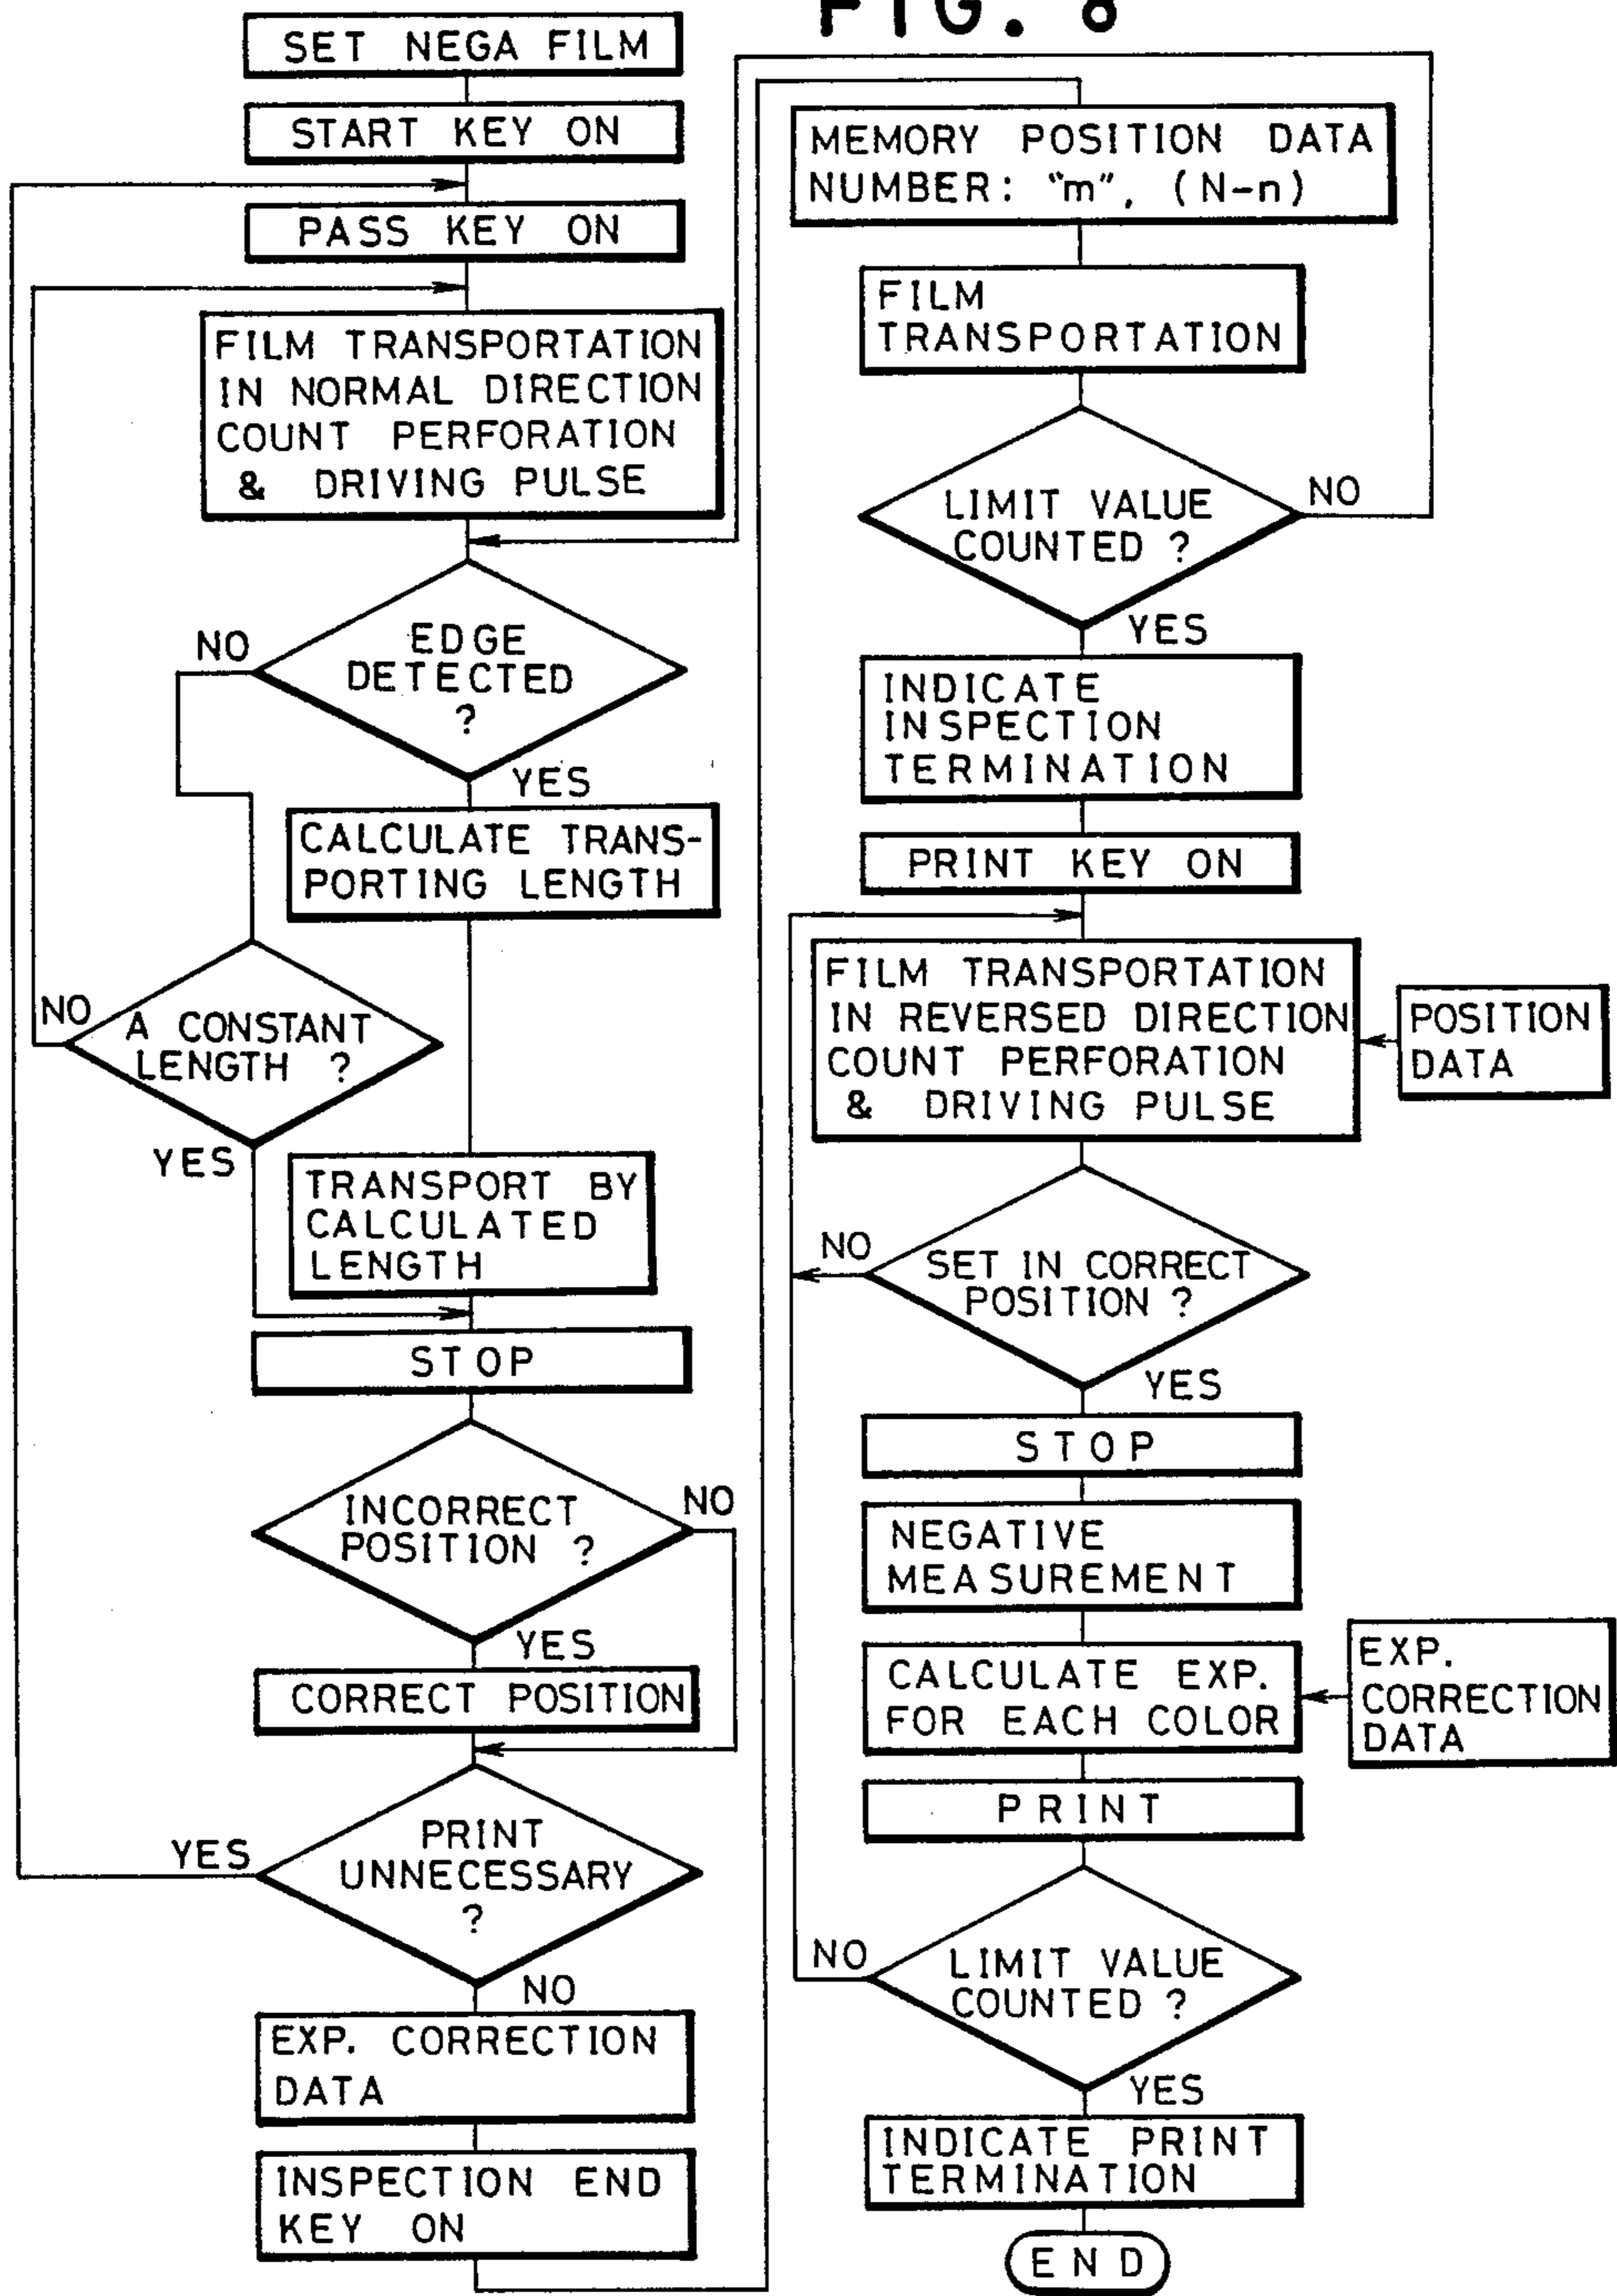 FIG. 8
SET NEGA FILM
START KEY ON
PASS KEY ON
FILM TRANSPORTATION
IN NORMAL DIRECTION
COUNT PERFORATION
& DRIVING PULSE
EDGE
DETECTED
?
NO
YES
CALCULATE TRANS-
PORTING LENGTH
A CONSTANT
LENGTH ?
NO
YES
TRANSPORT BY
CALCULATED
LENGTH
STOP
INCORRECT
POSITION ?
NO
YES
CORRECT POSITION
PRINT
UNNECESSARY
?
YES
NO
EXP. CORRECTION
DATA
INSPECTION END
KEY ON
MEMORY POSITION DATA
NUMBER: "m", (N-n)
FILM
TRANSPORTATION
LIMIT VALUE
COUNTED ?
NO
YES
INDICATE
INSPECTION
TERMINATION
PRINT KEY ON
FILM TRANSPORTATION
IN REVERSED DIRECTION
COUNT PERFORATION
& DRIVING PULSE
POSITION
DATA
SET IN CORRECT
POSITION ?
NO
YES
STOP
NEGATIVE
MEASUREMENT
CALCULATE EXP.
FOR EACH COLOR
EXP.
CORRECTION
DATA
PRINT
LIMIT VALUE
COUNTED ?
NO
YES
INDICATE PRINT
TERMINATION
END